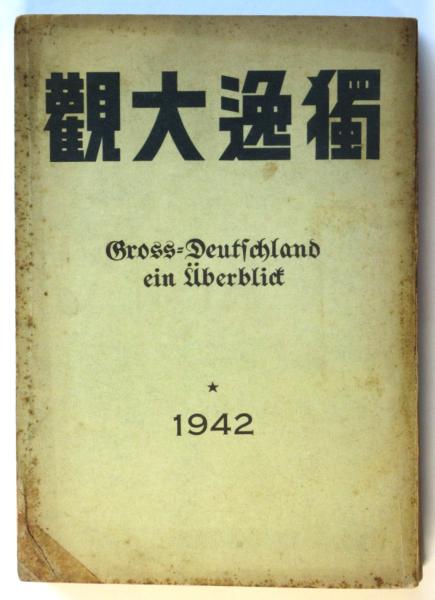 獨逸大觀
Gross-Deutschland
ein Überblick
1942